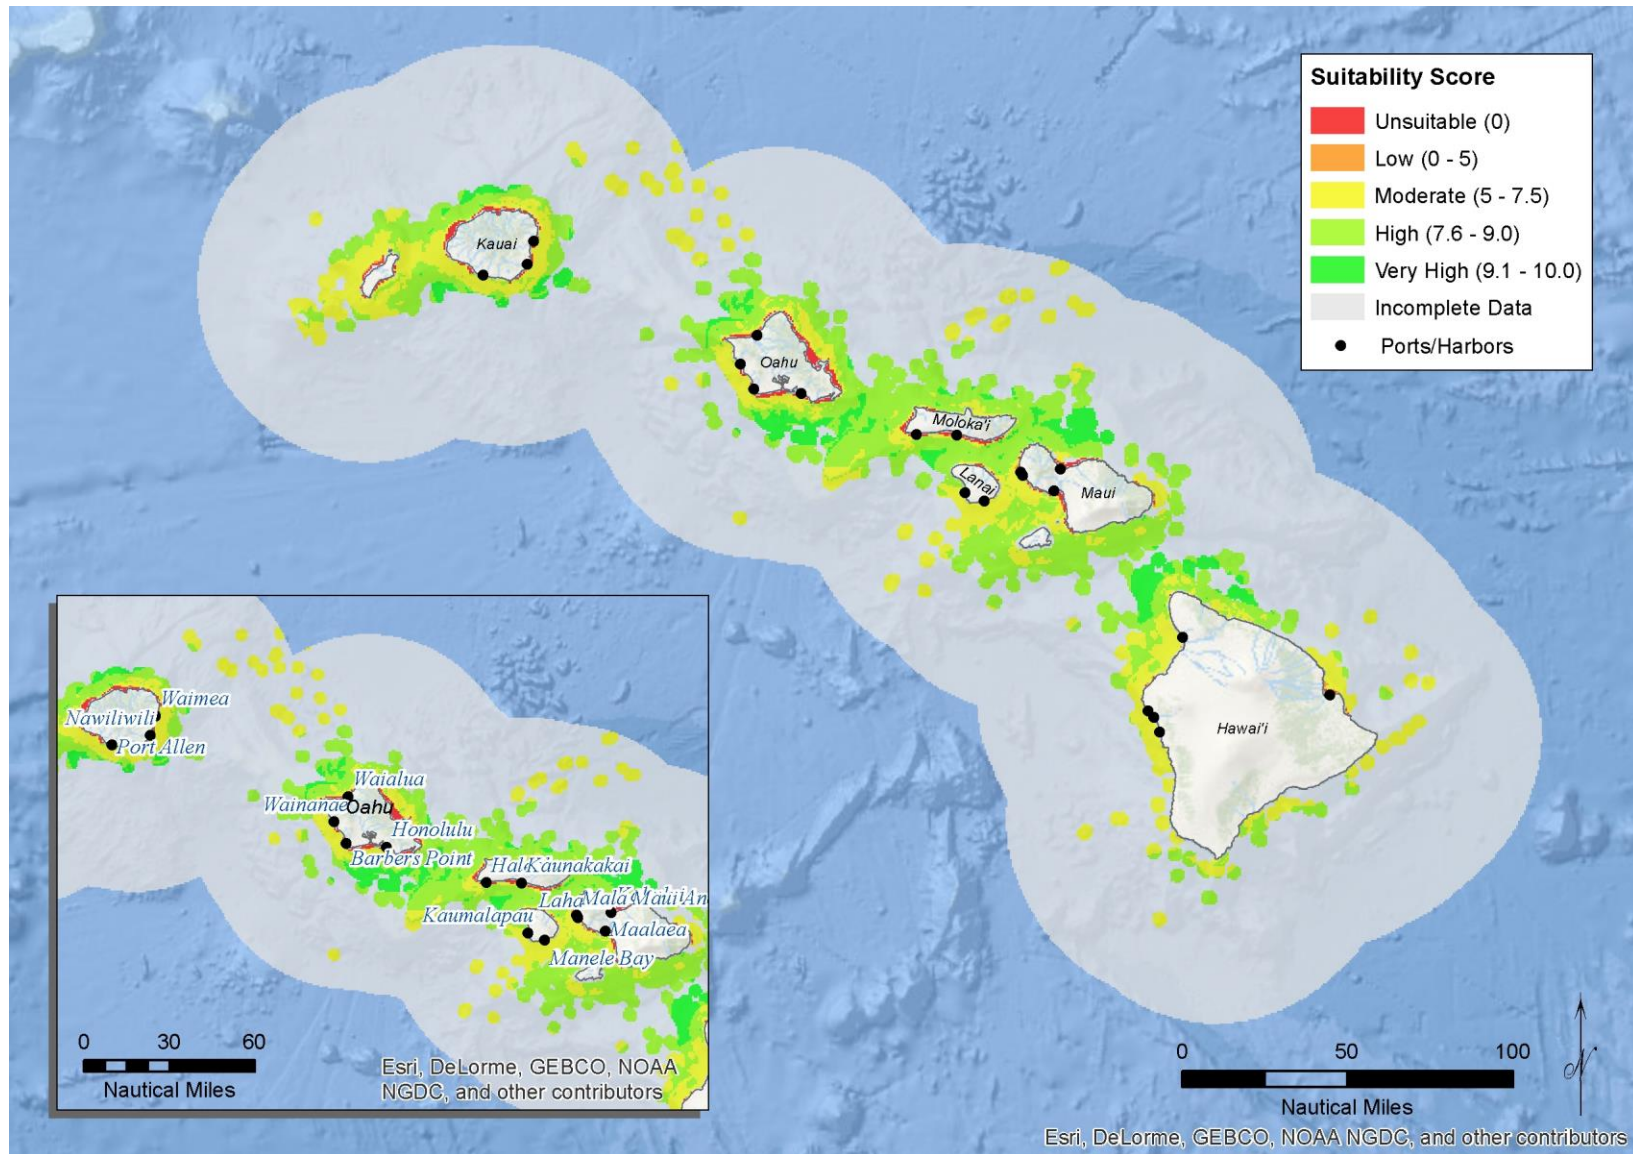 Suitability Score
Unsuitable (0)
Low (0 - 5)
Moderate (5 - 7.5)
High (7.6 - 9.0)
Very High (9.1 - 10.0)
Incomplete Data
Ports/Harbors
Kauai
Oahu
Moloka'i
Lanai
Maui
Hawai'i
Waimea
Nawiliwili
Port Allen
Waialua
Wainanae
Oahu
Honolulu
Barbers Point
Kaunakakai
Kaumalapau
Maalaea
Manele Bay
0 30 60
Nautical Miles
Esri, DeLorme, GEBCO, NOAA
NGDC, and other contributors
0 50 100
Nautical Miles
N
Esri, DeLorme, GEBCO, NOAA NGDC, and other contributors